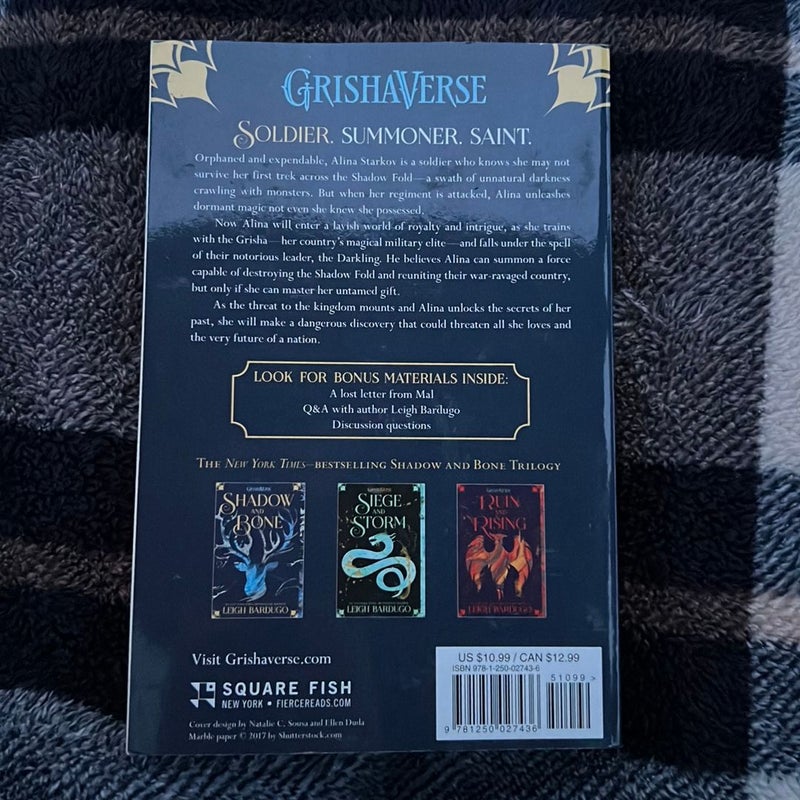 GRISHAVERSE
SOLDIER. SUMMONER. SAINT.
Orphaned and expendable, Alina Starkov is a soldier who knows she may not
survive her first trek across the Shadow Fold—a swath of unnatural darkness
crawling with monsters. But when her regiment is attacked, Alina unleashes
dormant magic not even she knew she possessed.
Now Alina will enter a lavish world of royalty and intrigue, as she trains
with the Grisha—her country's magical military elite—and falls under the spell
of their notorious leader, the Darkling. He believes Alina can summon a force
capable of destroying the Shadow Fold and reuniting their war-ravaged country,
but only if she can master her untamed gift.
As the threat to the kingdom mounts and Alina unlocks the secrets of her
past, she will make a dangerous discovery that could threaten all she loves and
the very future of a nation.
LOOK FOR BONUS MATERIALS INSIDE:
A lost letter from Mal
Q&A with author Leigh Bardugo
Discussion questions
THE NEW YORK TIMES–BESTSELLING SHADOW AND BONE TRILOGY
GRISHAVERSE
SHADOW
AND
BONE
LEIGH BARDUGO
GRISHAVERSE
SIEGE
AND
STORM
LEIGH BARDUGO
GRISHAVERSE
RUIN
AND
RISING
LEIGH BARDUGO
Visit Grishaverse.com
SQUARE FISH
NEW YORK • FIERCEREADS.COM
Cover design by Natalie C. Sousa and Ellen Duda
Marble paper © 2017 by Shutterstock.com
US $10.99 / CAN $12.99
ISBN 978-1-250-02743-6
51099 >
9 781250 027436